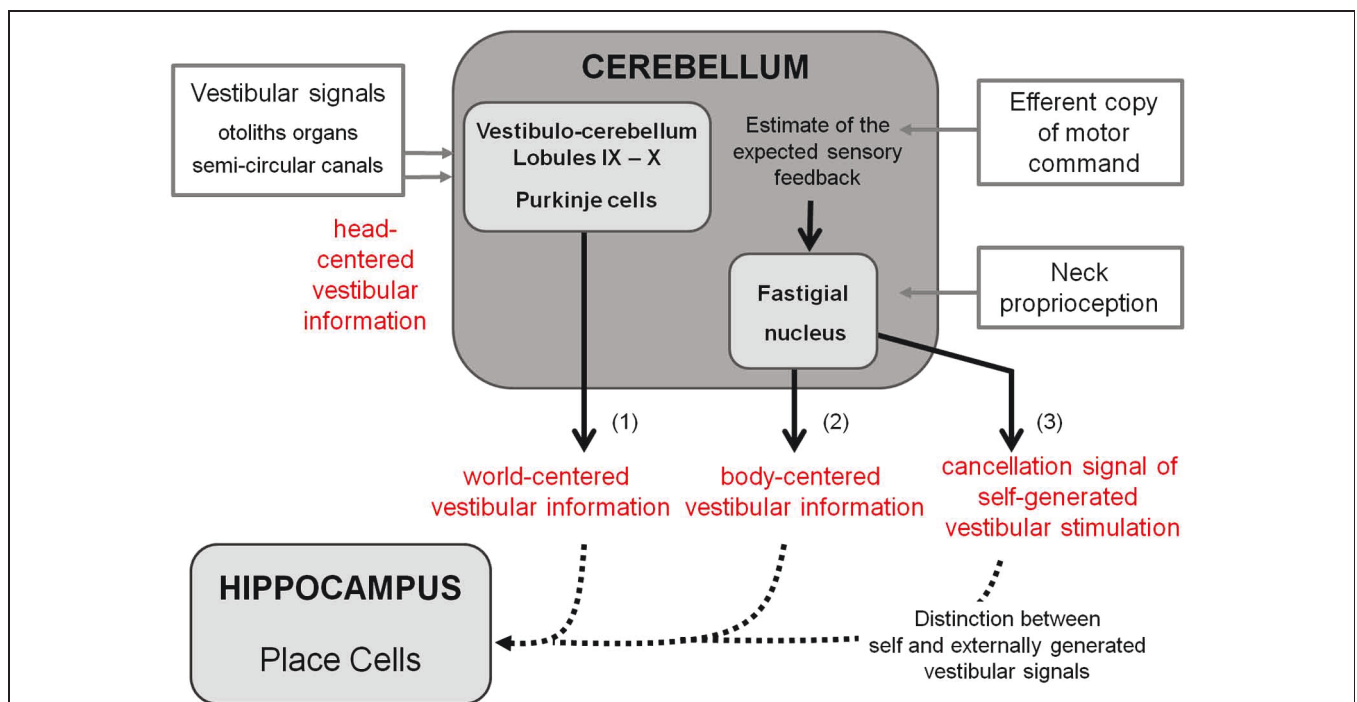 CEREBELLUM
Vestibular signals
otoliths organs
semi-circular canals
Vestibulo-cerebellum
Lobules IX – X
Purkinje cells
Estimate of the
expected sensory
feedback
Efferent copy
of motor
command
head-
centered
vestibular
information
Fastigial
nucleus
Neck
proprioception
(1)
(2)
(3)
world-centered
vestibular information
body-centered
vestibular information
cancellation signal of
self-generated
vestibular stimulation
HIPPOCAMPUS
Place Cells
Distinction between
self and externally generated
vestibular signals